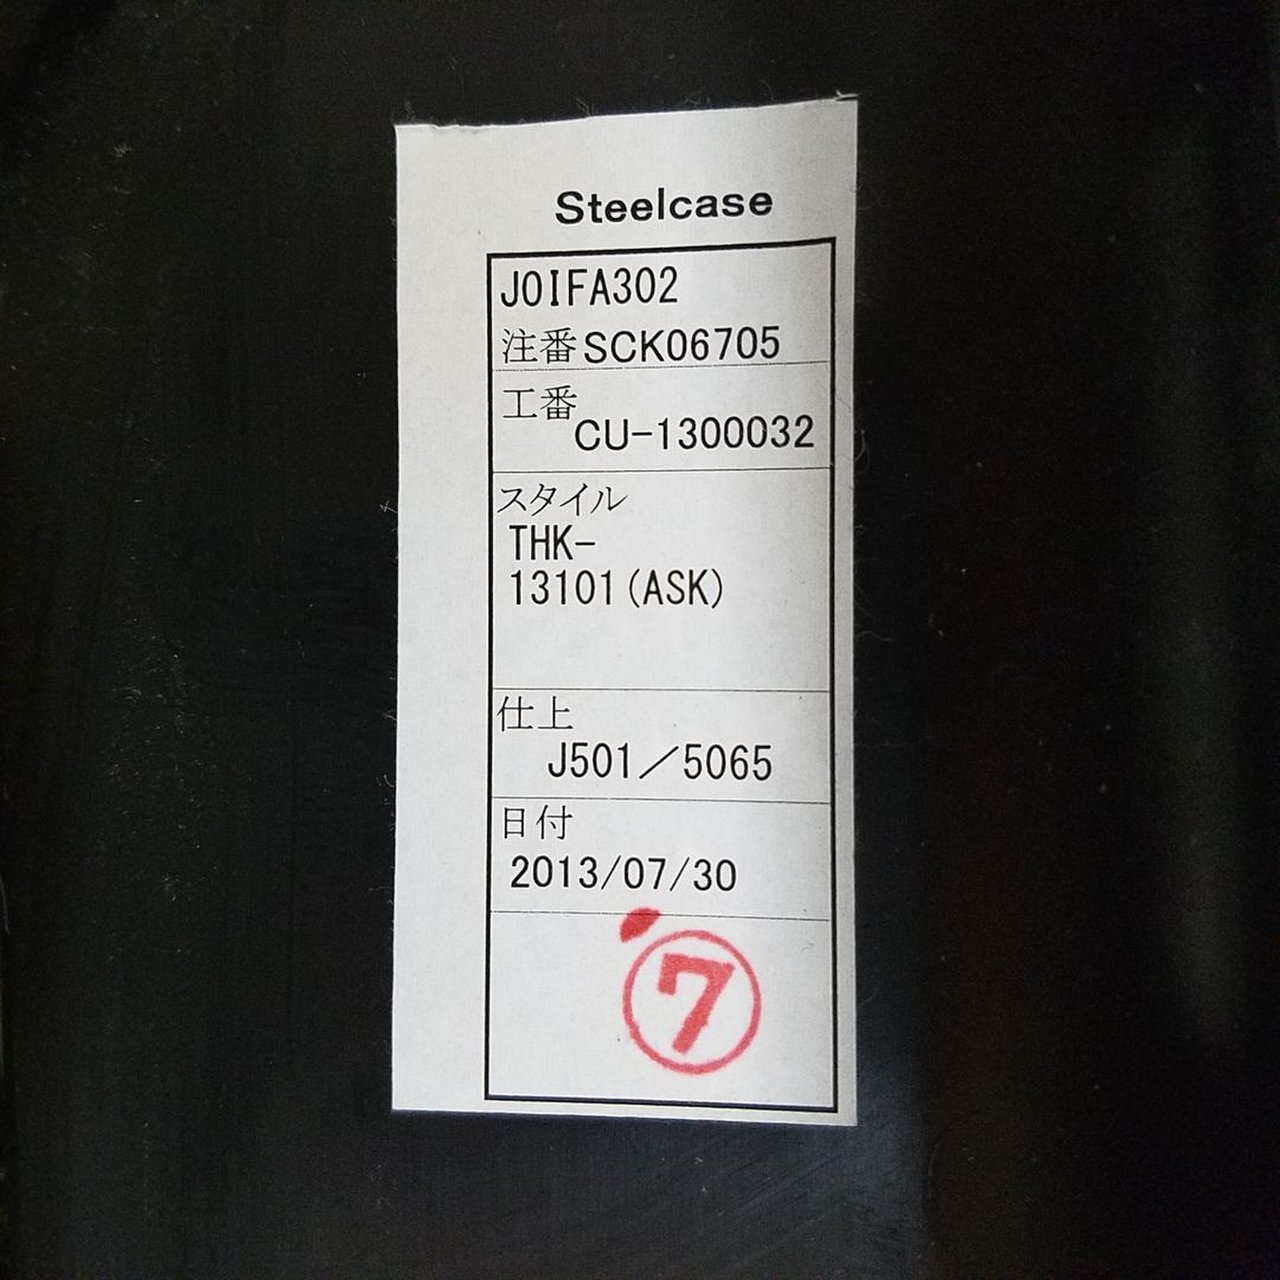 Steelcase
JOIFA302
注番SCK06705
工番
CU-1300032
スタイル
THK-
13101(ASK)
仕上
J501／5065
日付
2013/07/30
7